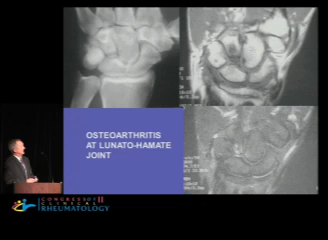 OSTEOARTHRITIS
AT LUNATO-HAMATE
JOINT
CONGRESS OF
CLINICAL
RHEUMATOLOGY